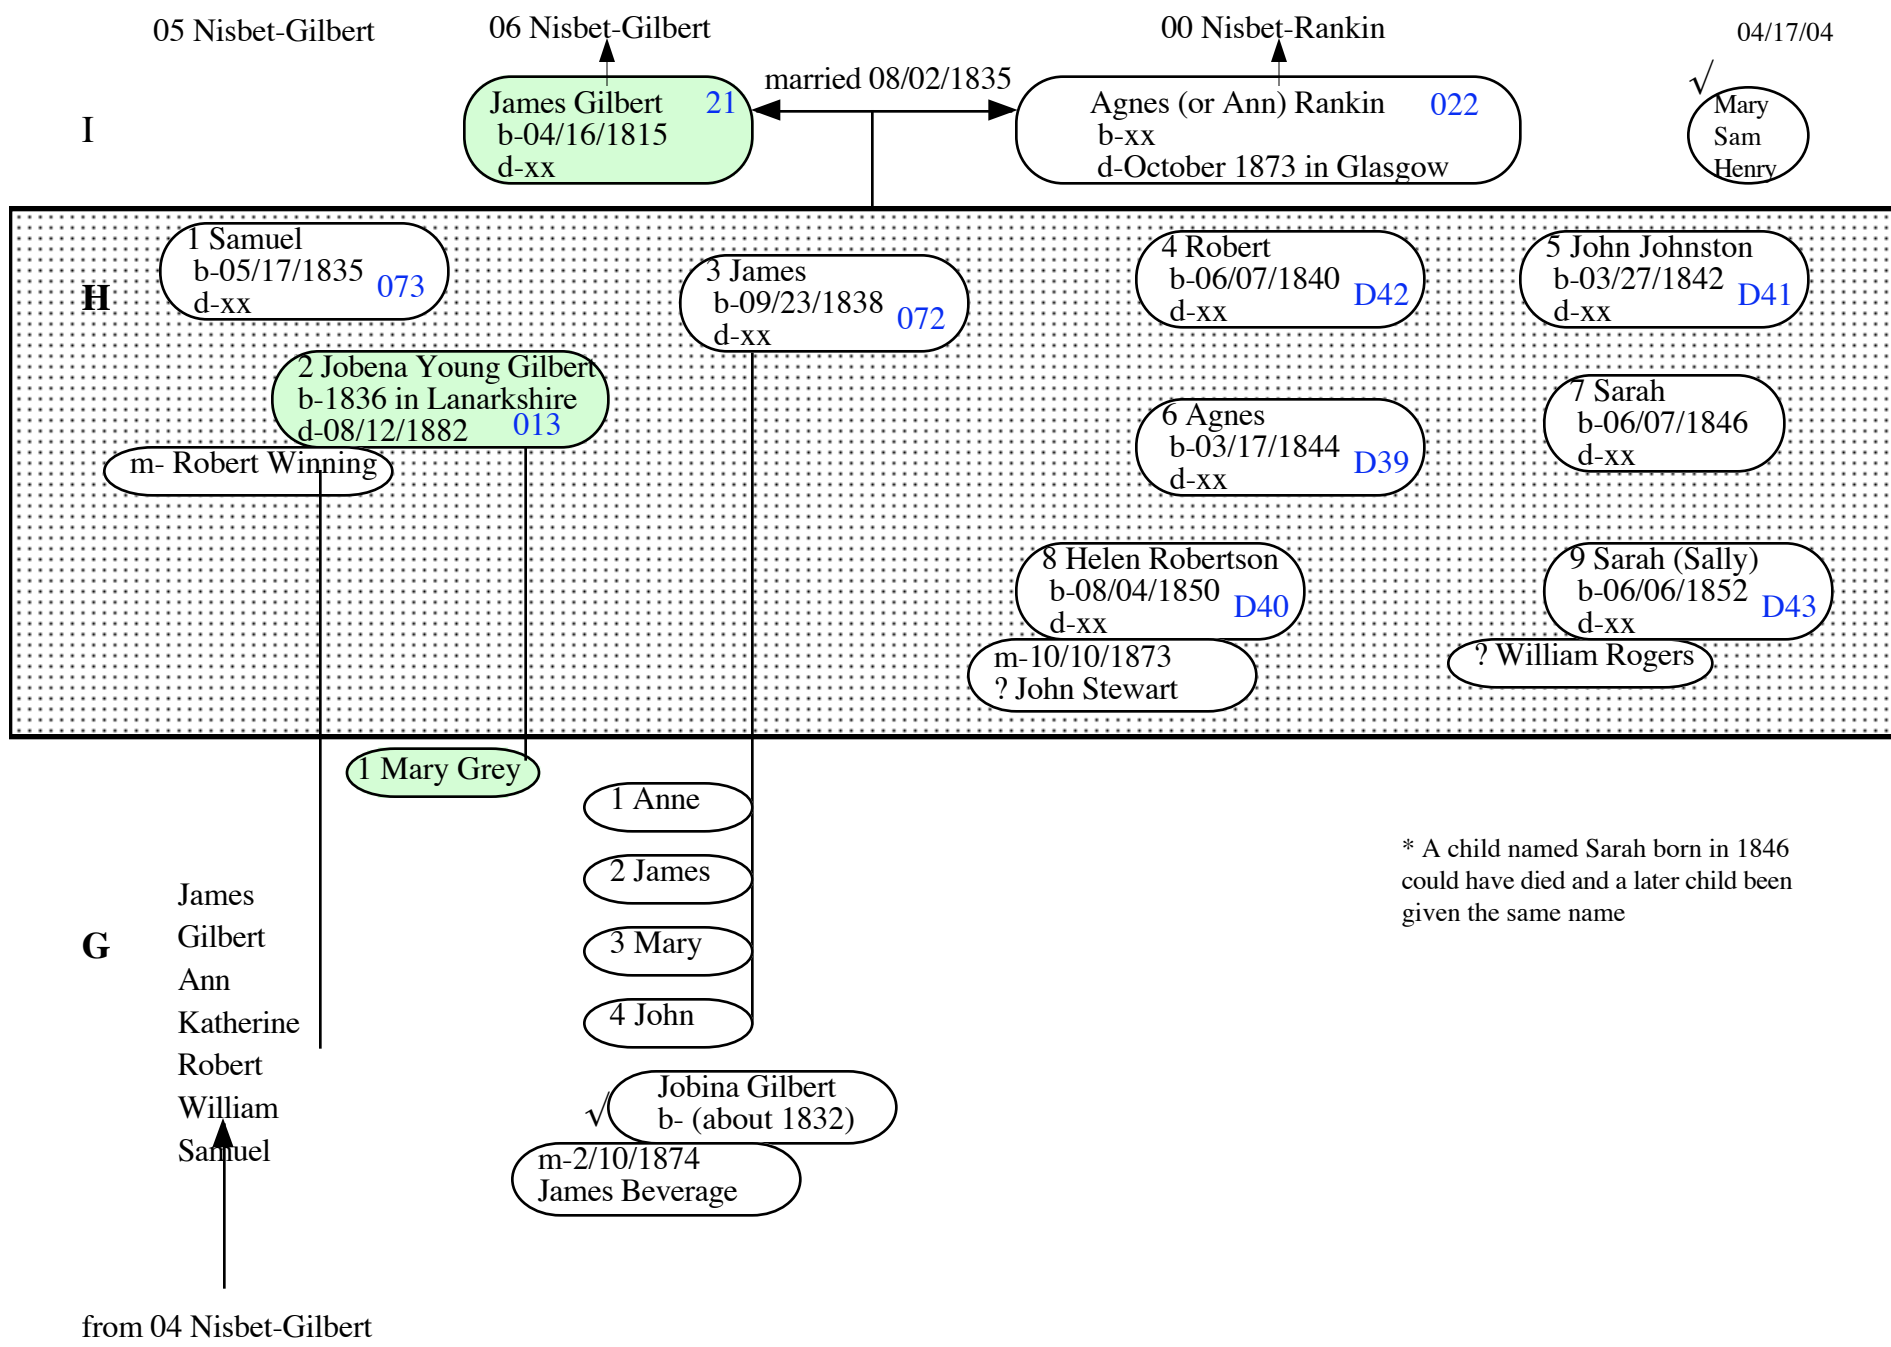 05 Nisbet-Gilbert
06 Nisbet-Gilbert
00 Nisbet-Rankin
04/17/04
I
James Gilbert 21
b-04/16/1815
d-xx
married 08/02/1835
Agnes (or Ann) Rankin 022
b-xx
d-October 1873 in Glasgow
√
Mary
Sam
Henry
H
1 Samuel
b-05/17/1835 073
d-xx
2 Jobena Young Gilbert
b-1836 in Lanarkshire
d-08/12/1882 013
m- Robert Winning
3 James
b-09/23/1838 072
d-xx
4 Robert
b-06/07/1840 D42
d-xx
5 John Johnston
b-03/27/1842 D41
d-xx
6 Agnes
b-03/17/1844 D39
d-xx
7 Sarah
b-06/07/1846
d-xx
8 Helen Robertson
b-08/04/1850 D40
d-xx
m-10/10/1873
? John Stewart
9 Sarah (Sally)
b-06/06/1852 D43
d-xx
? William Rogers
1 Mary Grey
1 Anne
2 James
3 Mary
4 John
* A child named Sarah born in 1846
could have died and a later child been
given the same name
G
James
Gilbert
Ann
Katherine
Robert
William
Samuel
√
Jobina Gilbert
b- (about 1832)
m-2/10/1874
James Beverage
from 04 Nisbet-Gilbert